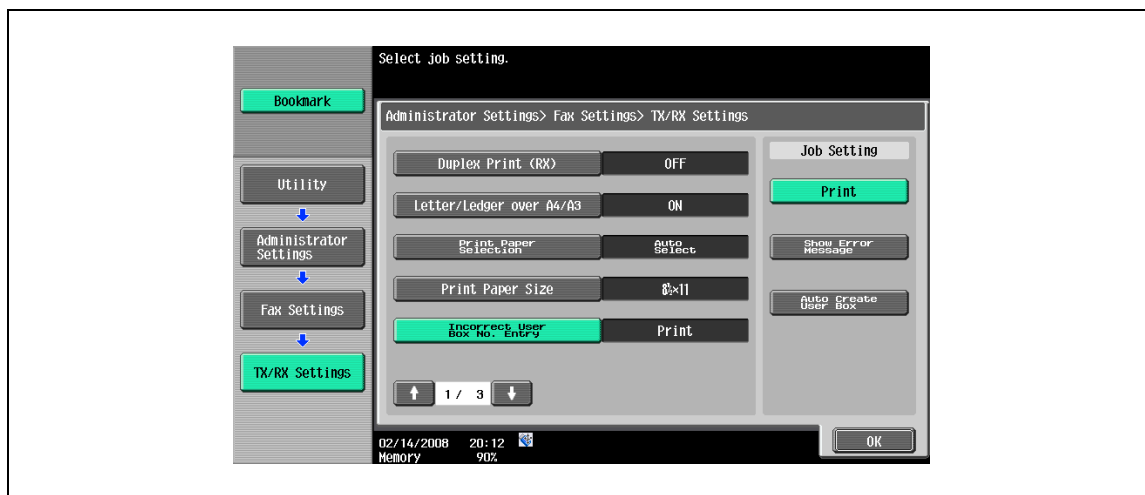 Select job setting.
Bookmark
Administrator Settings> Fax Settings> TX/RX Settings
Utility
Administrator
Settings
Fax Settings
TX/RX Settings
Duplex Print (RX) OFF
Letter/Ledger over A4/A3 ON
Print Paper
Selection
Auto
Select
Print Paper Size 8½×11
Incorrect User
Box No. Entry
Print
1/ 3
Job Setting
Print
Show Error
Message
Auto Create
User Box
02/14/2008 20:12
Memory 90%
OK